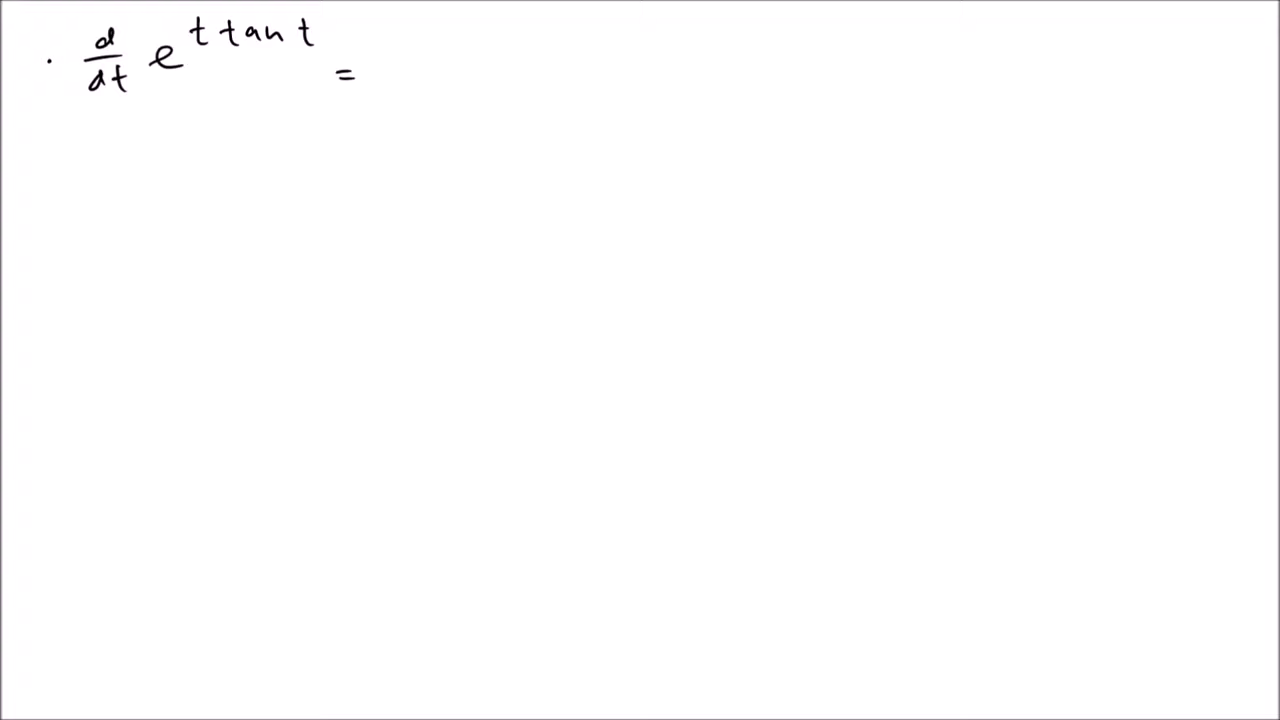 · d/dt e^{t tan t} =